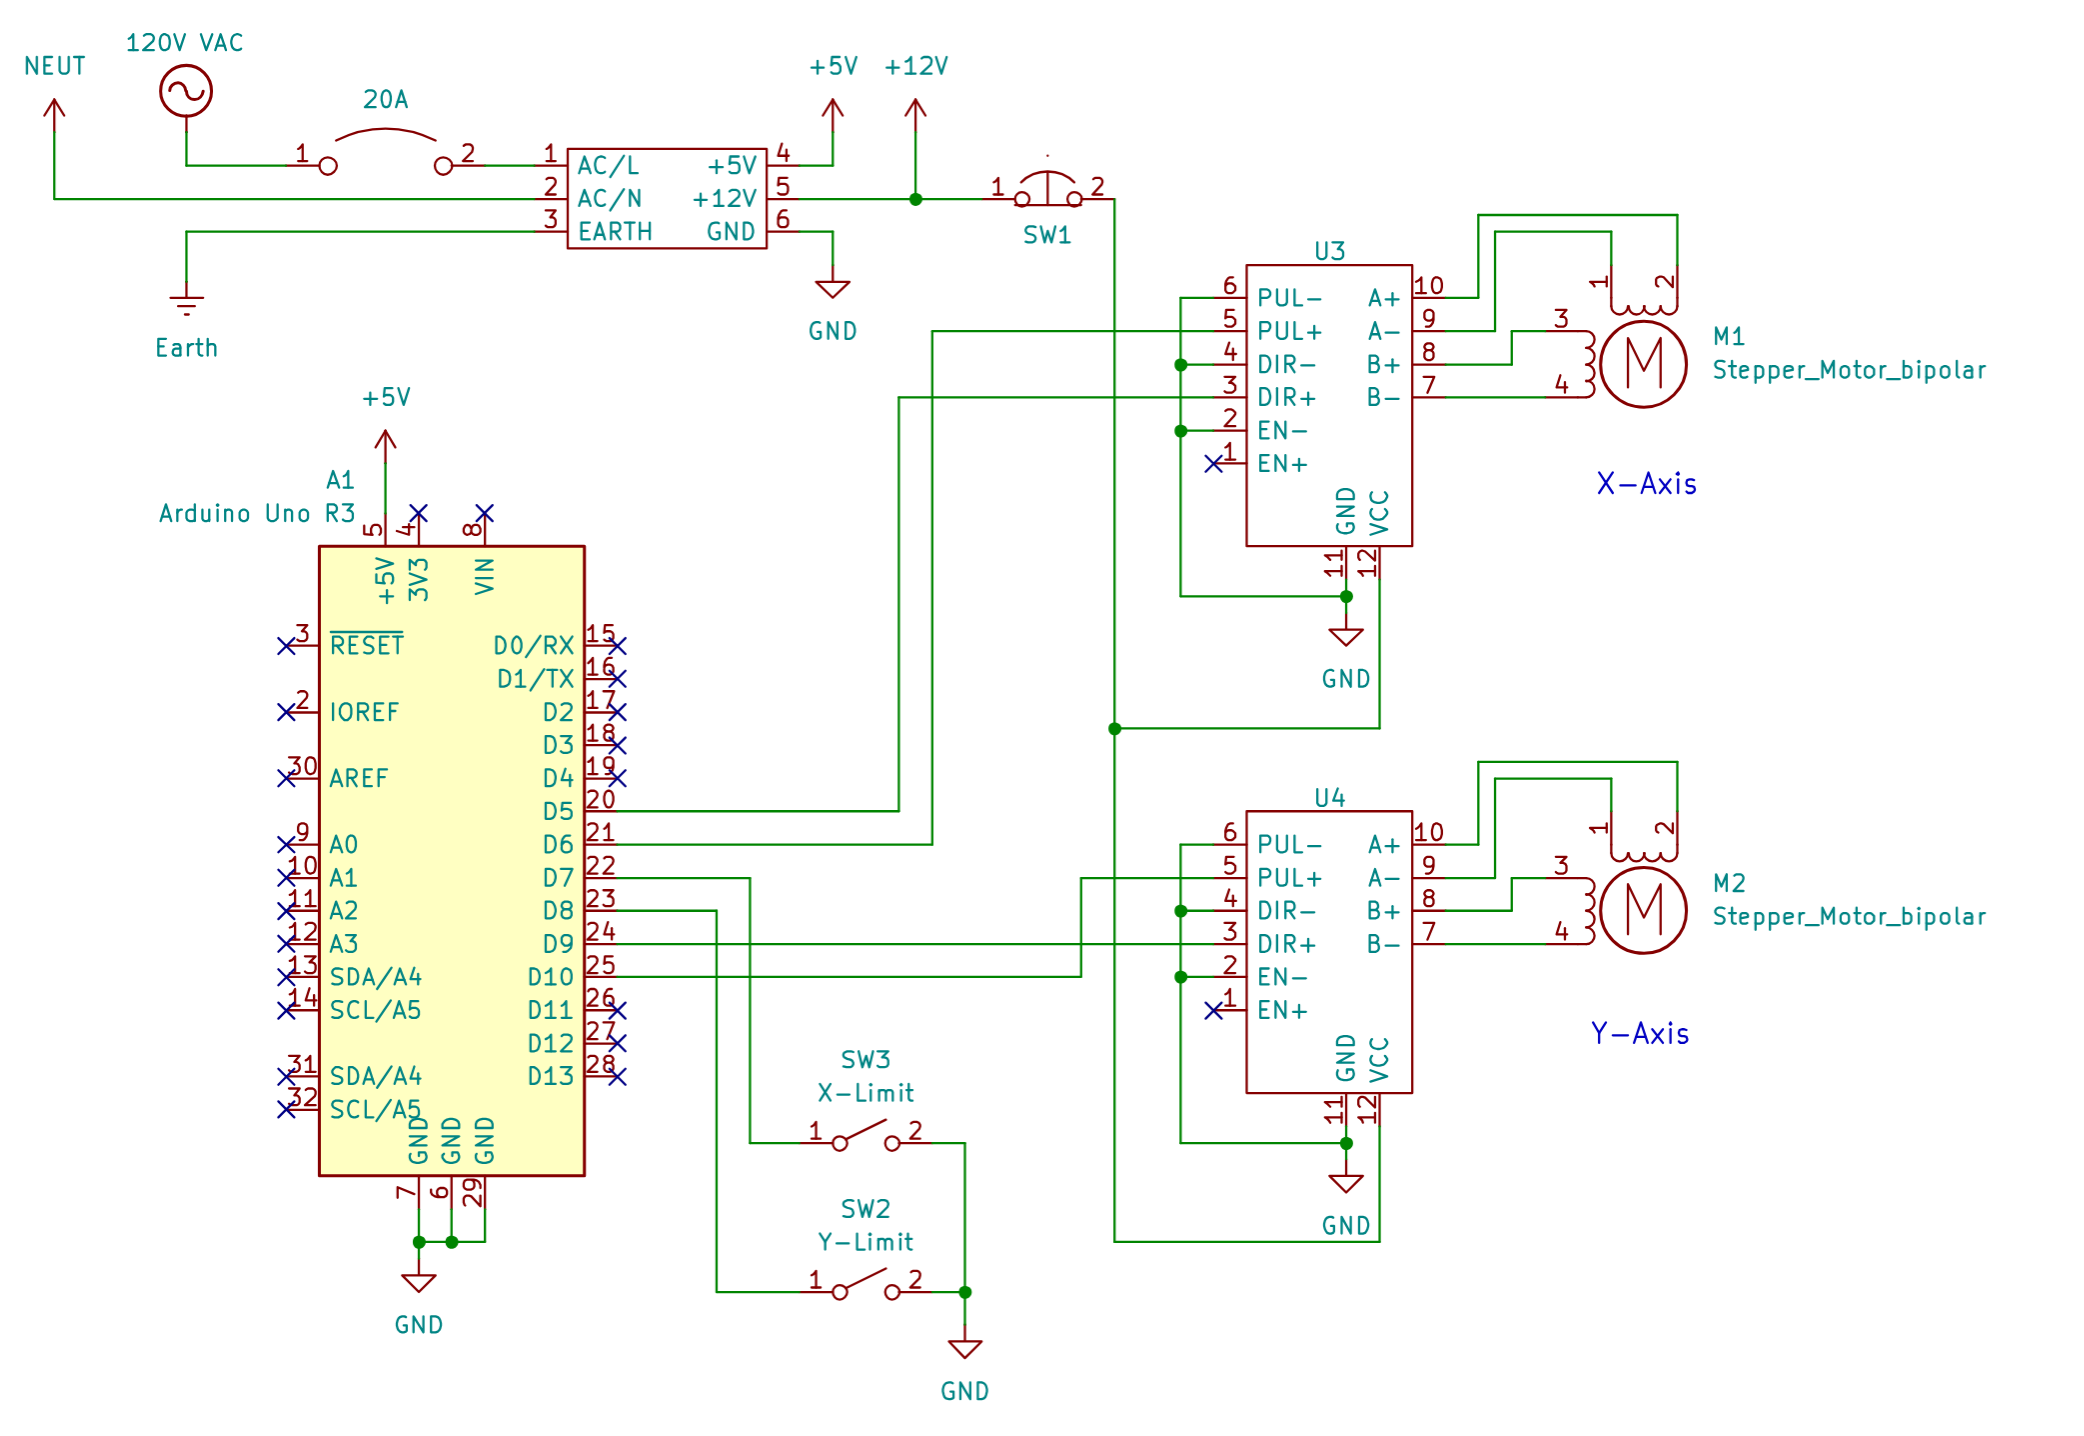 120V VAC
NEUT
+5V
+12V
20A
1
2
1
AC/L
+5V
4
2
AC/N
+12V
5
1
2
3
EARTH
GND
6
SW1
GND
Earth
U3
6
PUL-
A+
10
5
PUL+
A-
9
4
DIR-
B+
8
3
DIR+
B-
7
2
EN-
1
EN+
GND
VCC
11
12
GND
1
2
3
4
M
M1
Stepper_Motor_bipolar
X-Axis
+5V
A1
Arduino Uno R3
5
4
8
+5V
3V3
VIN
3
RESET
D0/RX
15
D1/TX
16
2
IOREF
D2
17
D3
18
30
AREF
D4
19
D5
20
9
A0
D6
21
10
A1
D7
22
11
A2
D8
23
12
A3
D9
24
13
SDA/A4
D10
25
14
SCL/A5
D11
26
D12
27
31
SDA/A4
D13
28
32
SCL/A5
GND
GND
GND
7
6
29
GND
SW3
X-Limit
1
2
SW2
Y-Limit
1
2
GND
U4
6
PUL-
A+
10
5
PUL+
A-
9
4
DIR-
B+
8
3
DIR+
B-
7
2
EN-
1
EN+
GND
VCC
11
12
GND
1
2
3
4
M
M2
Stepper_Motor_bipolar
Y-Axis